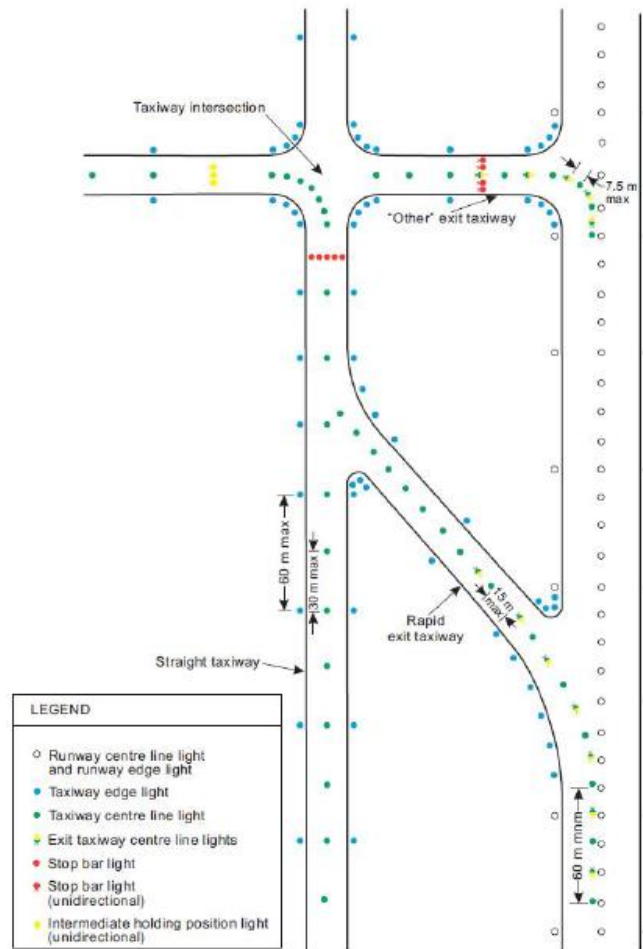 Taxiway intersection
7.5 m
max
"Other" exit taxiway
60 m max
30 m max
15 m
max
Rapid
exit taxiway
Straight taxiway
60 m mnm
LEGEND
Runway centre line light
and runway edge light
Taxiway edge light
Taxiway centre line light
Exit taxiway centre line lights
Stop bar light
Stop bar light
(unidirectional)
Intermediate holding position light
(unidirectional)